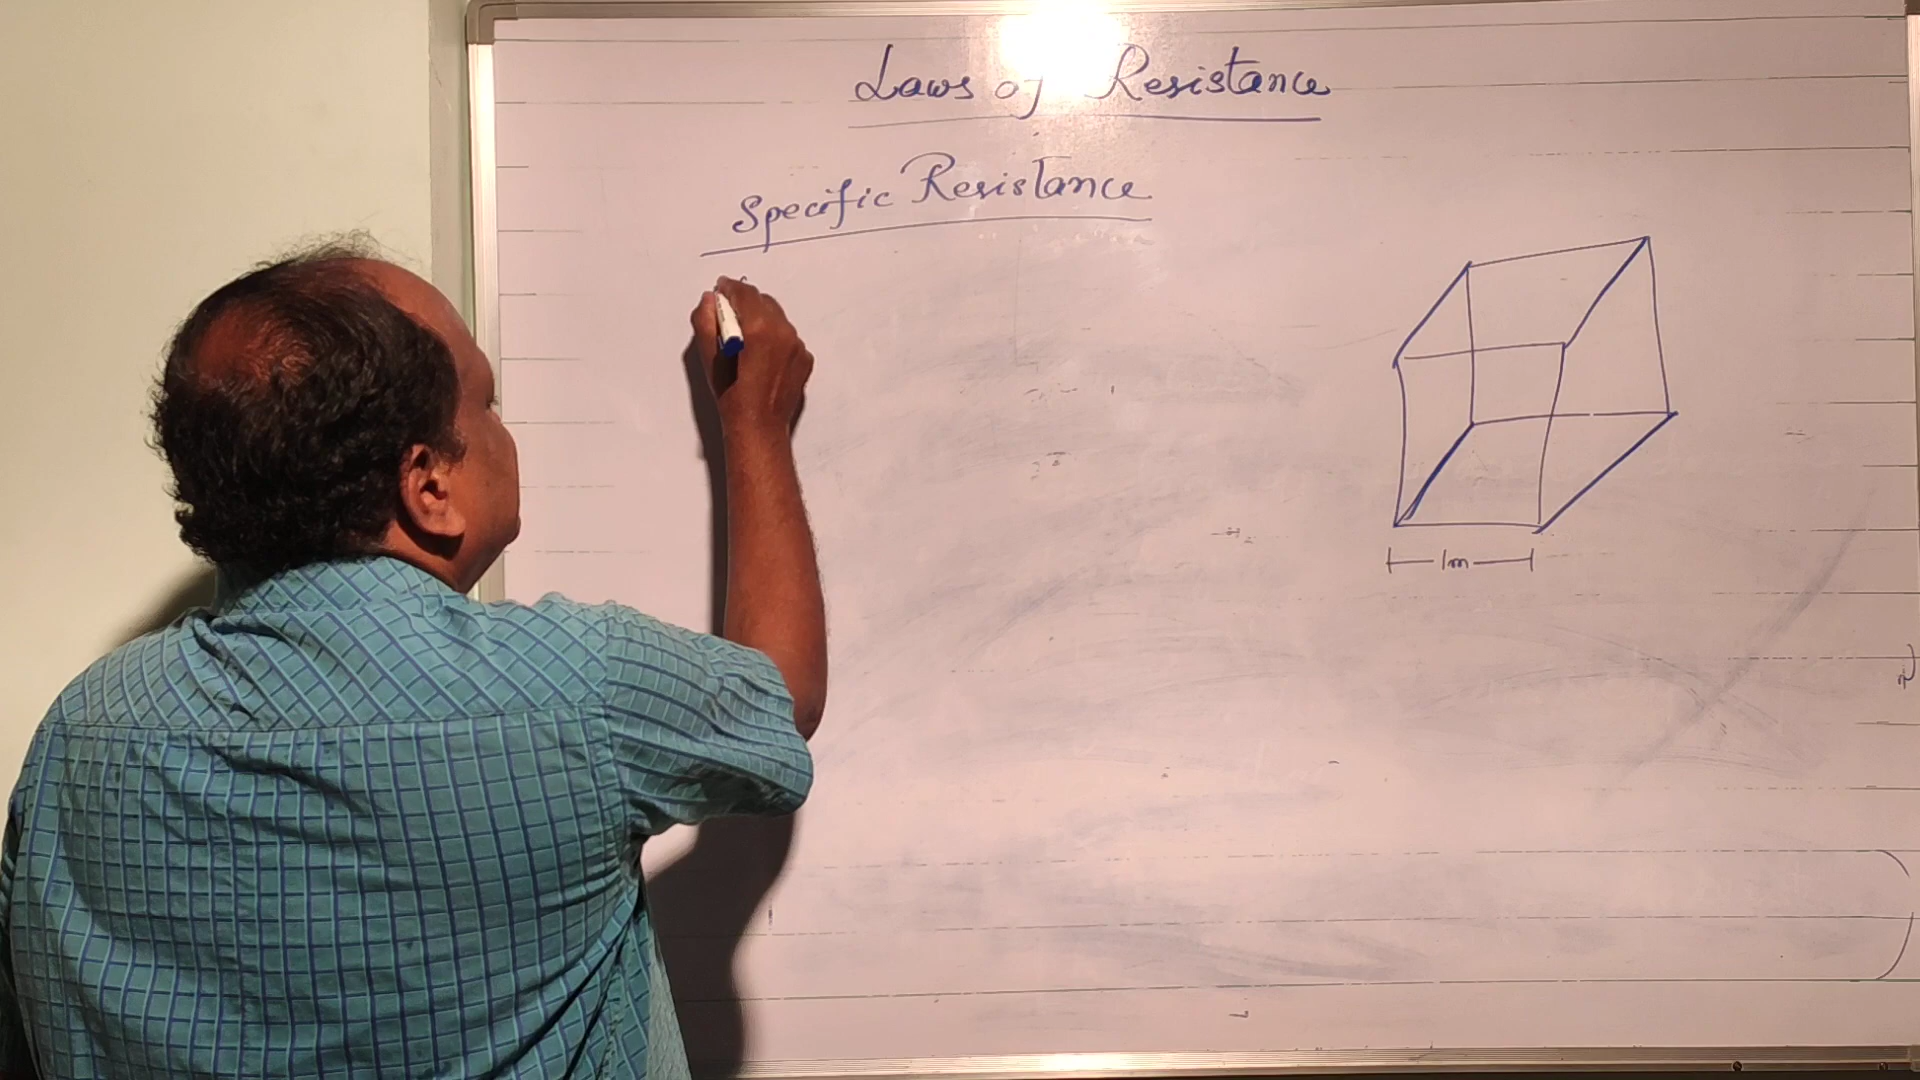 Laws of Resistance
Specific Resistance
1m